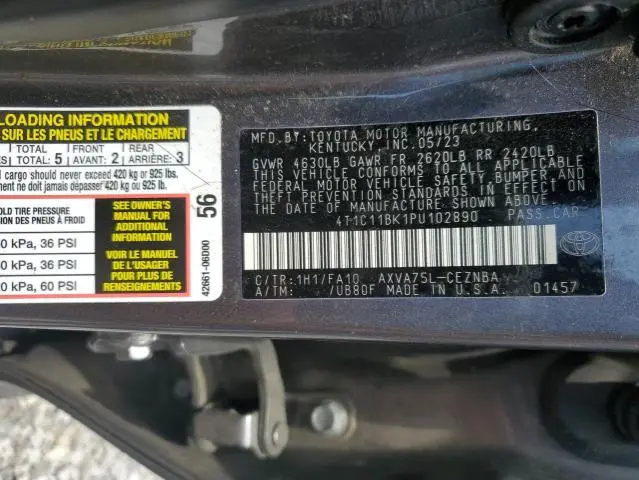 LOADING INFORMATION
SUR LES PNEUS ET LE CHARGEMENT
TOTAL FRONT REAR
TOTAL: 5 AVANT: 2 ARRIÈRE: 3
cargo should never exceed 420 kg or 925 lbs.
ne doit jamais dépasser 420 kg ou 925 lb.
LD TIRE PRESSURE
kPa, 36 PSI
kPa, 36 PSI
kPa, 60 PSI
SEE OWNER'S
MANUAL FOR
ADDITIONAL
INFORMATION
VOIR LE MANUEL
DE L'USAGER
POUR PLUS DE
RENSEIGNEMENTS
56
42661-06D00
MFD.BY: TOYOTA MOTOR MANUFACTURING,
KENTUCKY, INC. 05/23
GVWR 4630LB GAWR FR 2620LB RR 2420LB
THIS VEHICLE CONFORMS TO ALL APPLICABLE
FEDERAL MOTOR VEHICLE SAFETY, BUMPER, AND
THEFT PREVENTION STANDARDS IN EFFECT ON
THE DATE OF MANUFACTURE SHOWN ABOVE.
4T1C11BK1PU102890 PASS.CAR
C/TR:1H1/FA10 AXVA75L-CEZNBA
A/TM: /UB80F MADE IN U.S.A. 01457
TOYOTA